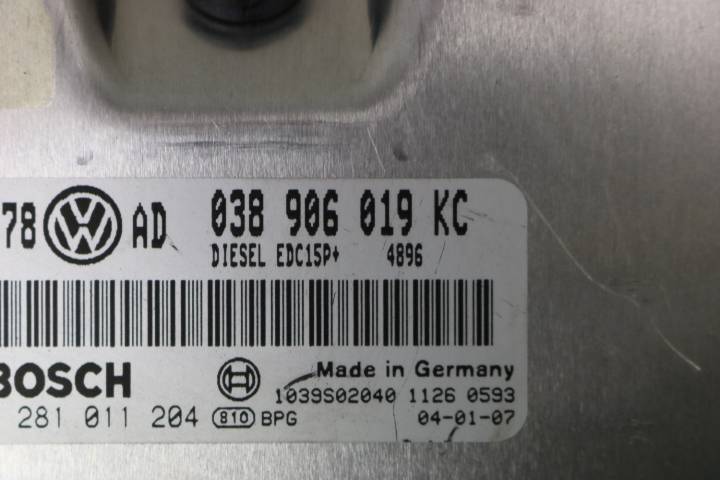 78 VW AD 038 906 019 KC
DIESEL EDC15P+ 4896
BOSCH
Made in Germany
1039S02040 1126 0593
281 011 204 810 BPG 04-01-07